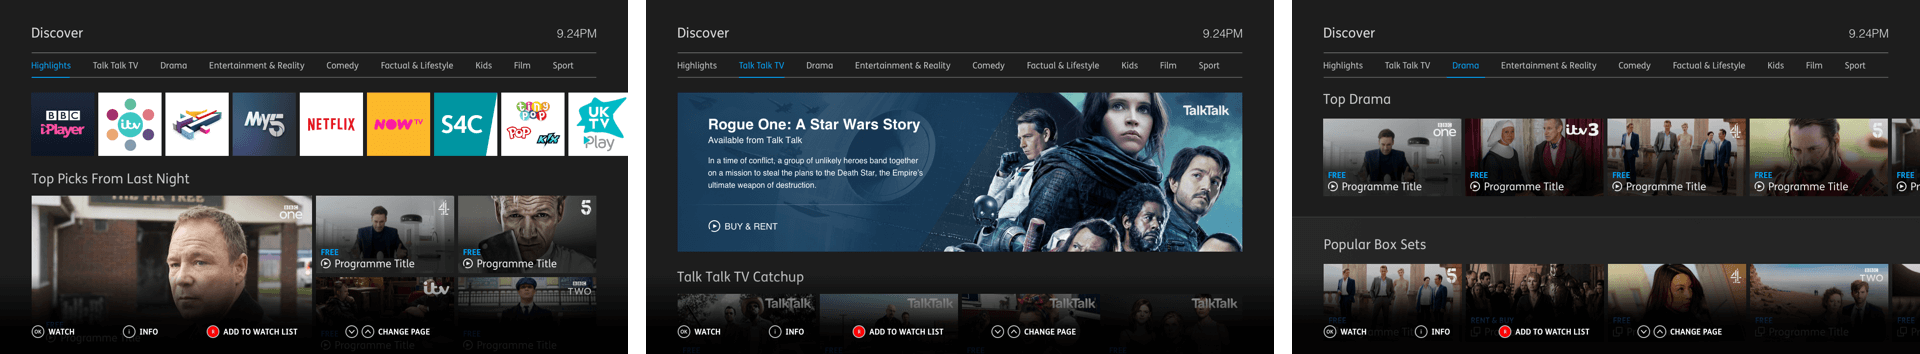 Discover
9.24PM
Highlights
Talk Talk TV
Drama
Entertainment & Reality
Comedy
Factual & Lifestyle
Kids
Film
Sport
BBC
iPlayer
itv
My5
NETFLIX
NOW TV
S4C
tiny
pop
POP
KiX
UK
TV
Play
Top Picks From Last Night
THE
BBC
one
4
FREE
Programme Title
5
FREE
Programme Title
itv
BBC
TWO
FREE
Programme Title
Programme Title
OK WATCH
i INFO
R ADD TO WATCH LIST
CHANGE PAGE
Discover
9.24PM
Highlights
Talk Talk TV
Drama
Entertainment & Reality
Comedy
Factual & Lifestyle
Kids
Film
Sport
TalkTalk
Rogue One: A Star Wars Story
Available from Talk Talk
In a time of conflict, a group of unlikely heroes band together
on a mission to steal the plans to the Death Star, the Empire's
ultimate weapon of destruction.
BUY & RENT
Talk Talk TV Catchup
TalkTalk
TalkTalk
TalkTalk
TalkTalk
OK WATCH
i INFO
R ADD TO WATCH LIST
CHANGE PAGE
Discover
9.24PM
Highlights
Talk Talk TV
Drama
Entertainment & Reality
Comedy
Factual & Lifestyle
Kids
Film
Sport
Top Drama
BBC
one
FREE
Programme Title
itv3
FREE
Programme Title
4
FREE
Programme Title
5
FREE
Programme Title
FREE
Pr
Popular Box Sets
5
4
BBC
TWO
FREE
Programme Title
RENT & BUY
Programme Title
FREE
Programme Title
FREE
Programme Title
OK WATCH
i INFO
R ADD TO WATCH LIST
CHANGE PAGE